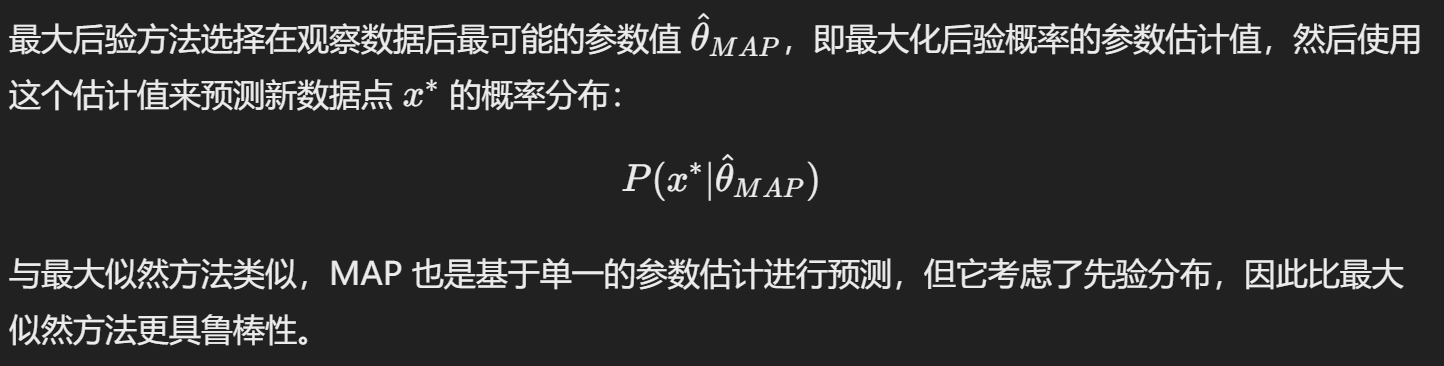 最大后验方法选择在观察数据后最可能的参数值 $\hat{\theta}_{MAP}$，即最大化后验概率的参数估计值，然后使用
这个估计值来预测新数据点 $x^*$ 的概率分布：
$P(x^*|\hat{\theta}_{MAP})$
与最大似然方法类似，MAP 也是基于单一的参数估计进行预测，但它考虑了先验分布，因此比最大
似然方法更具鲁棒性。